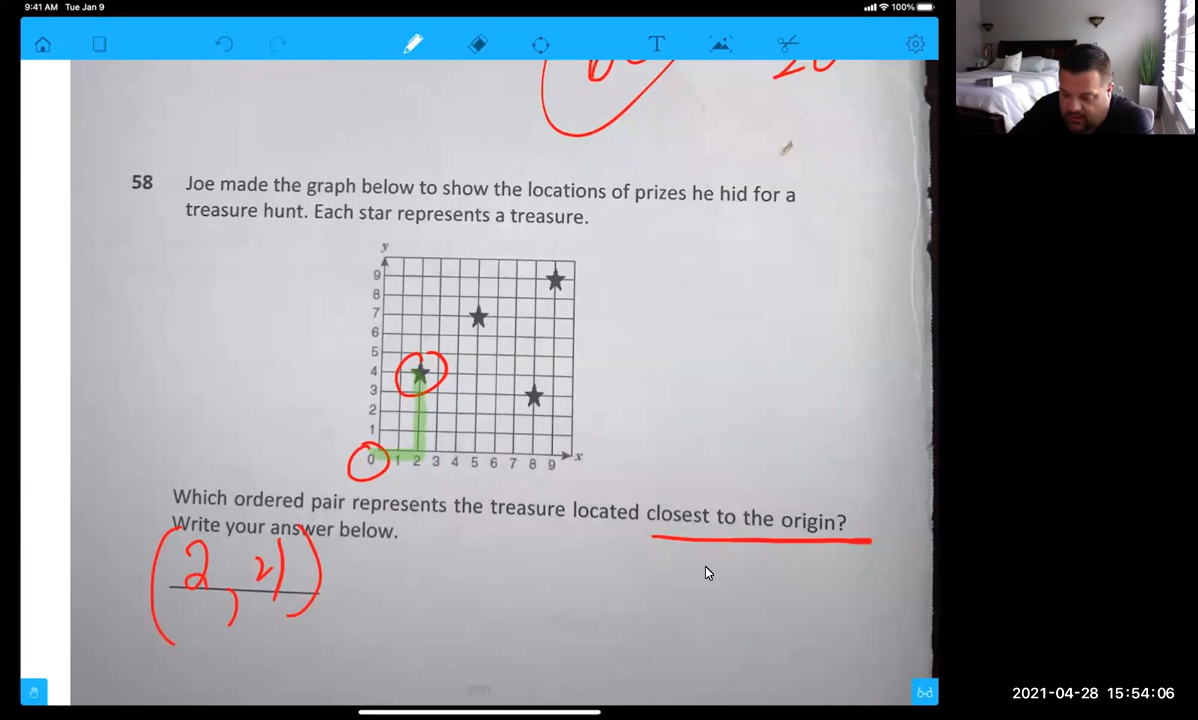 9:41 AM Tue Jan 9
100%
T
58 Joe made the graph below to show the locations of prizes he hid for a
treasure hunt. Each star represents a treasure.
y
9
8
7
6
5
4
3
2
1
0 1 2 3 4 5 6 7 8 9 x
Which ordered pair represents the treasure located closest to the origin?
Write your answer below.
(2, 4)
2021-04-28 15:54:06